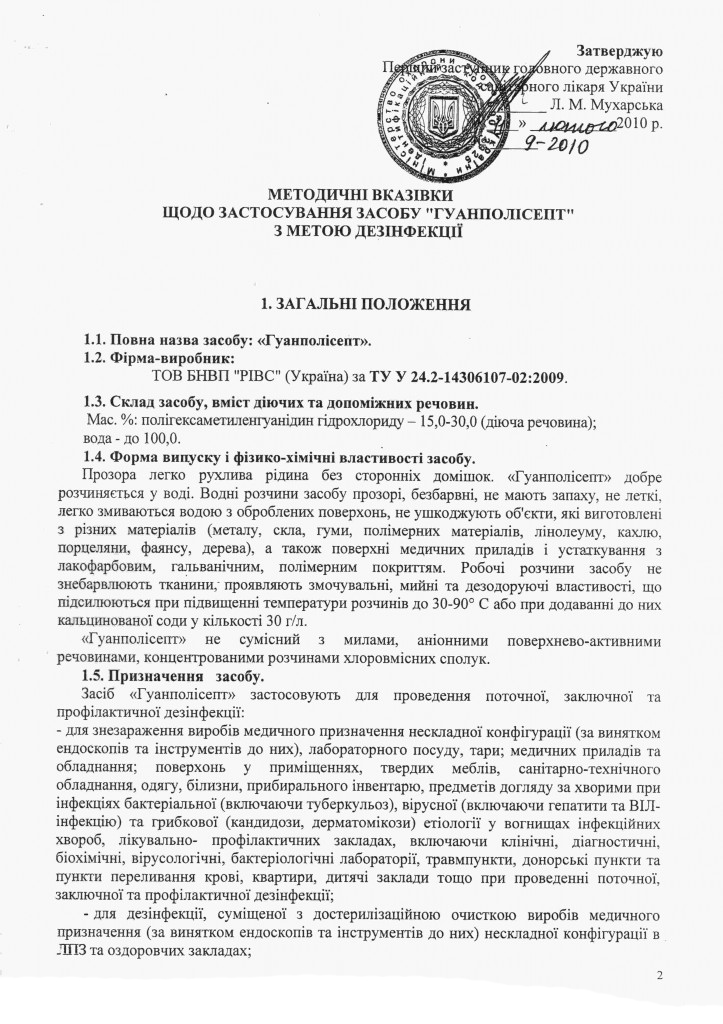 Затверджую
Перший заступник головного державного
санітарного лікаря України
Л. М. Мухарська
» лютого 2010 р.
9-2010
МЕТОДИЧНІ ВКАЗІВКИ
ЩОДО ЗАСТОСУВАННЯ ЗАСОБУ "ГУАНПОЛІСЕПТ"
З МЕТОЮ ДЕЗІНФЕКЦІЇ
1. ЗАГАЛЬНІ ПОЛОЖЕННЯ
1.1. Повна назва засобу: «Гуанполісепт».
1.2. Фірма-виробник:
ТОВ БНВП "РІВС" (Україна) за ТУ У 24.2-14306107-02:2009.
1.3. Склад засобу, вміст діючих та допоміжних речовин.
Мас. %: полігексаметиленгуанідин гідрохлориду – 15,0-30,0 (діюча речовина);
вода - до 100,0.
1.4. Форма випуску і фізико-хімічні властивості засобу.
Прозора легко рухлива рідина без сторонніх домішок. «Гуанполісепт» добре
розчиняється у воді. Водні розчини засобу прозорі, безбарвні, не мають запаху, не леткі,
легко змиваються водою з оброблених поверхонь, не ушкоджують об'єкти, які виготовлені
з різних матеріалів (металу, скла, гуми, полімерних матеріалів, лінолеуму, кахлю,
порцеляни, фаянсу, дерева), а також поверхні медичних приладів і устаткування з
лакофарбовим, гальванічним, полімерним покриттям. Робочі розчини засобу не
знебарвлюють тканини, проявляють змочувальні, мийні та дезодоруючі властивості, що
підсилюються при підвищенні температури розчинів до 30-90° С або при додаванні до них
кальцинованої соди у кількості 30 г/л.
«Гуанполісепт» не сумісний з милами, аніонними поверхнево-активними
речовинами, концентрованими розчинами хлоровмісних сполук.
1.5. Призначення засобу.
Засіб «Гуанполісепт» застосовують для проведення поточної, заключної та
профілактичної дезінфекції:
- для знезараження виробів медичного призначення нескладної конфігурації (за винятком
ендоскопів та інструментів до них), лабораторного посуду, тари; медичних приладів та
обладнання; поверхонь у приміщеннях, твердих меблів, санітарно-технічного
обладнання, одягу, білизни, прибирального інвентарю, предметів догляду за хворими при
інфекціях бактеріальної (включаючи туберкульоз), вірусної (включаючи гепатити та ВІЛ-
інфекцію) та грибкової (кандидози, дерматомікози) етіології у вогнищах інфекційних
хвороб, лікувально- профілактичних закладах, включаючи клінічні, діагностичні,
біохімічні, вірусологічні, бактеріологічні лабораторії, травмпункти, донорські пункти та
пункти переливання крові, квартири, дитячі заклади тощо при проведенні поточної,
заключної та профілактичної дезінфекції;
- для дезінфекції, суміщеної з достерилізаційною очисткою виробів медичного
призначення (за винятком ендоскопів та інструментів до них) нескладної конфігурації в
ЛПЗ та оздоровчих закладах;
2